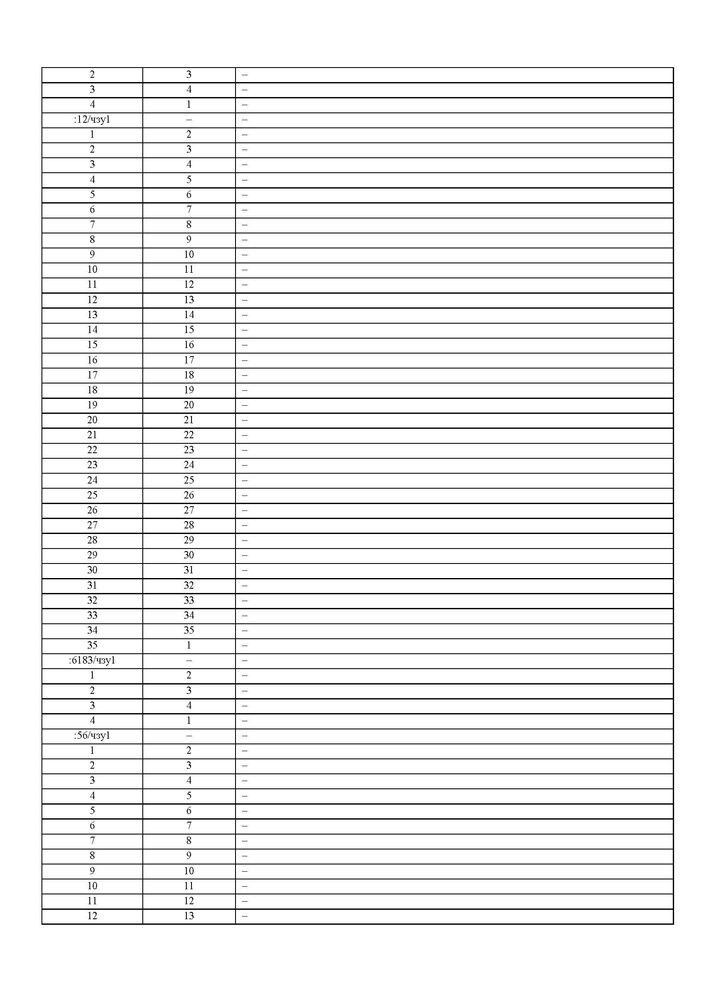 2 3 –
3 4 –
4 1 –
:12/чзу1 – –
1 2 –
2 3 –
3 4 –
4 5 –
5 6 –
6 7 –
7 8 –
8 9 –
9 10 –
10 11 –
11 12 –
12 13 –
13 14 –
14 15 –
15 16 –
16 17 –
17 18 –
18 19 –
19 20 –
20 21 –
21 22 –
22 23 –
23 24 –
24 25 –
25 26 –
26 27 –
27 28 –
28 29 –
29 30 –
30 31 –
31 32 –
32 33 –
33 34 –
34 35 –
35 1 –
:6183/чзу1 – –
1 2 –
2 3 –
3 4 –
4 1 –
:56/чзу1 – –
1 2 –
2 3 –
3 4 –
4 5 –
5 6 –
6 7 –
7 8 –
8 9 –
9 10 –
10 11 –
11 12 –
12 13 –